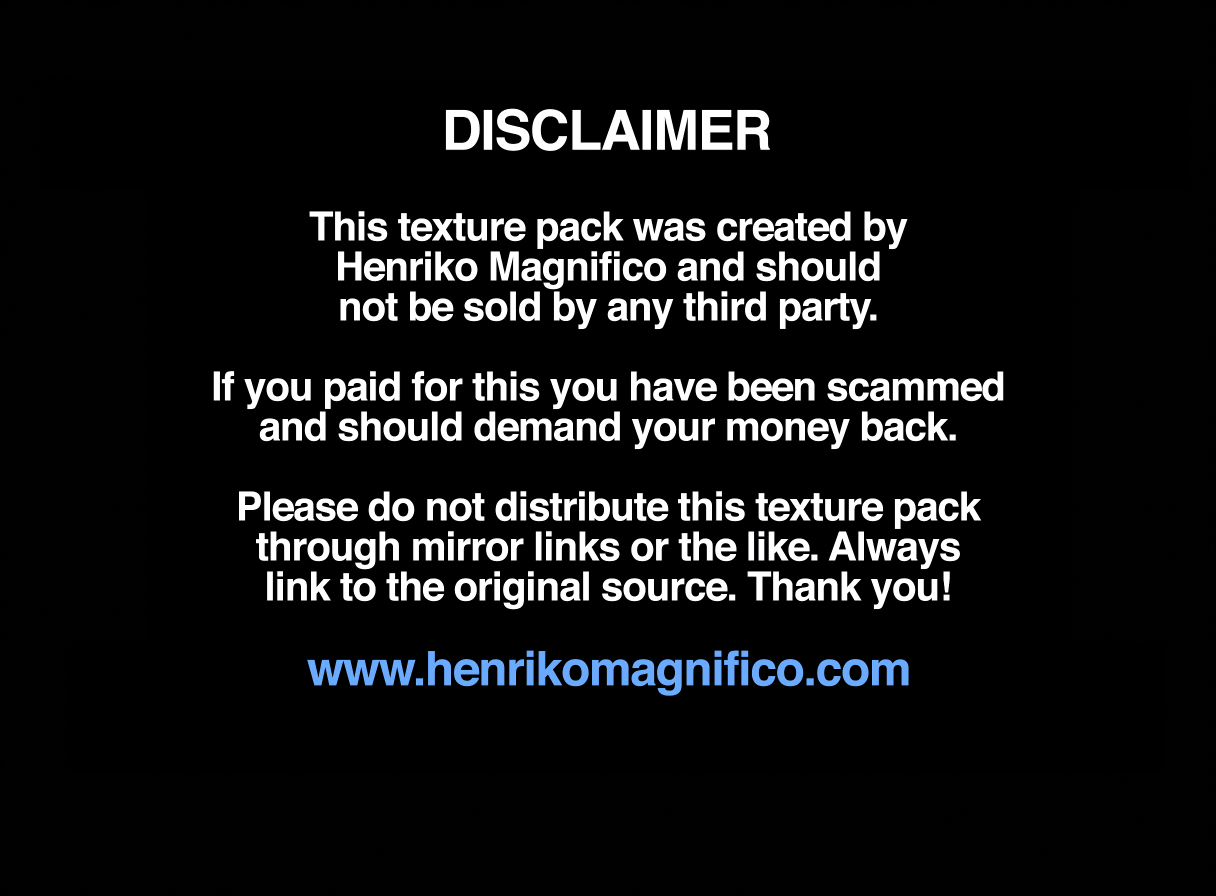 DISCLAIMER
This texture pack was created by
Henriko Magnifico and should
not be sold by any third party.
If you paid for this you have been scammed
and should demand your money back.
Please do not distribute this texture pack
through mirror links or the like. Always
link to the original source. Thank you!
www.henrikomagnifico.com